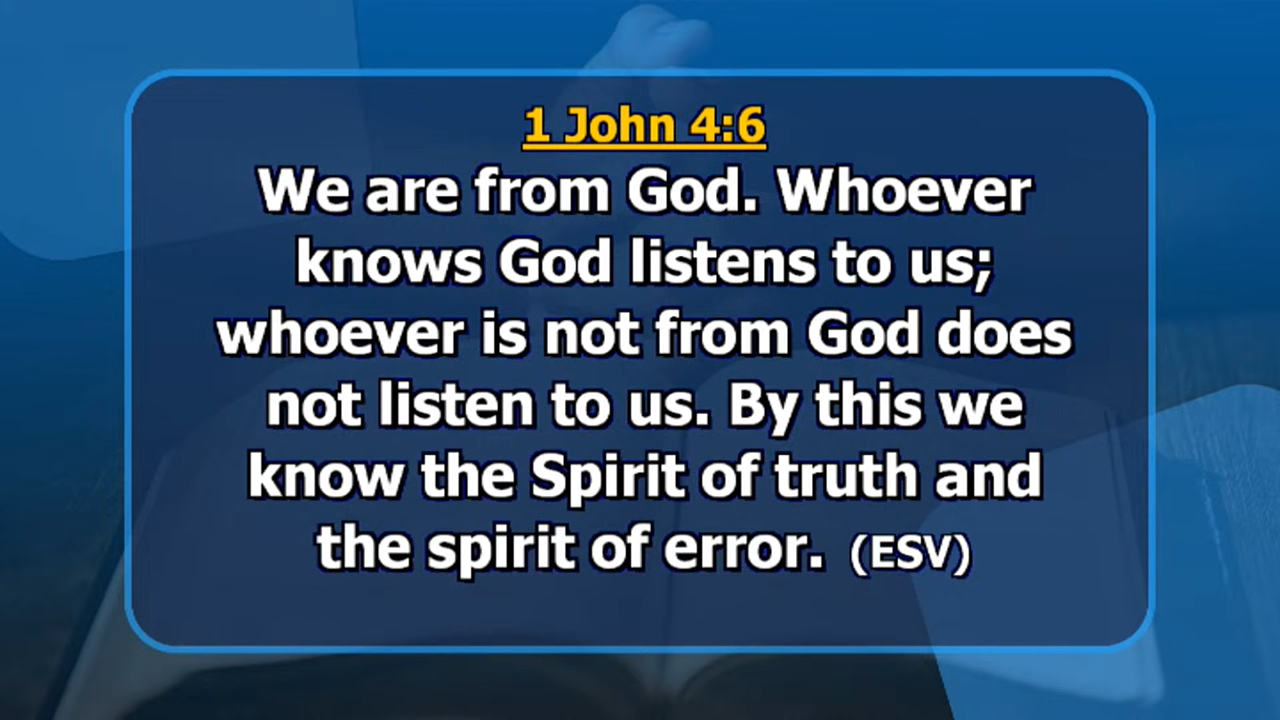 1 John 4:6
We are from God. Whoever
knows God listens to us;
whoever is not from God does
not listen to us. By this we
know the Spirit of truth and
the spirit of error. (ESV)